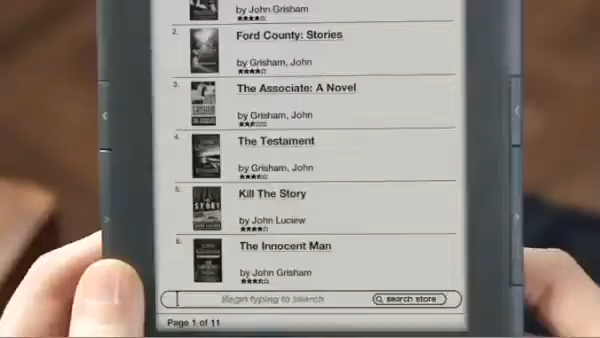 by John Grisham
2.
Ford County: Stories
by Grisham, John
3.
The Associate: A Novel
by Grisham, John
4.
The Testament
by Grisham, John
5.
Kill The Story
by John Luciew
6.
The Innocent Man
by John Grisham
Begin typing to search
search store
Page 1 of 11